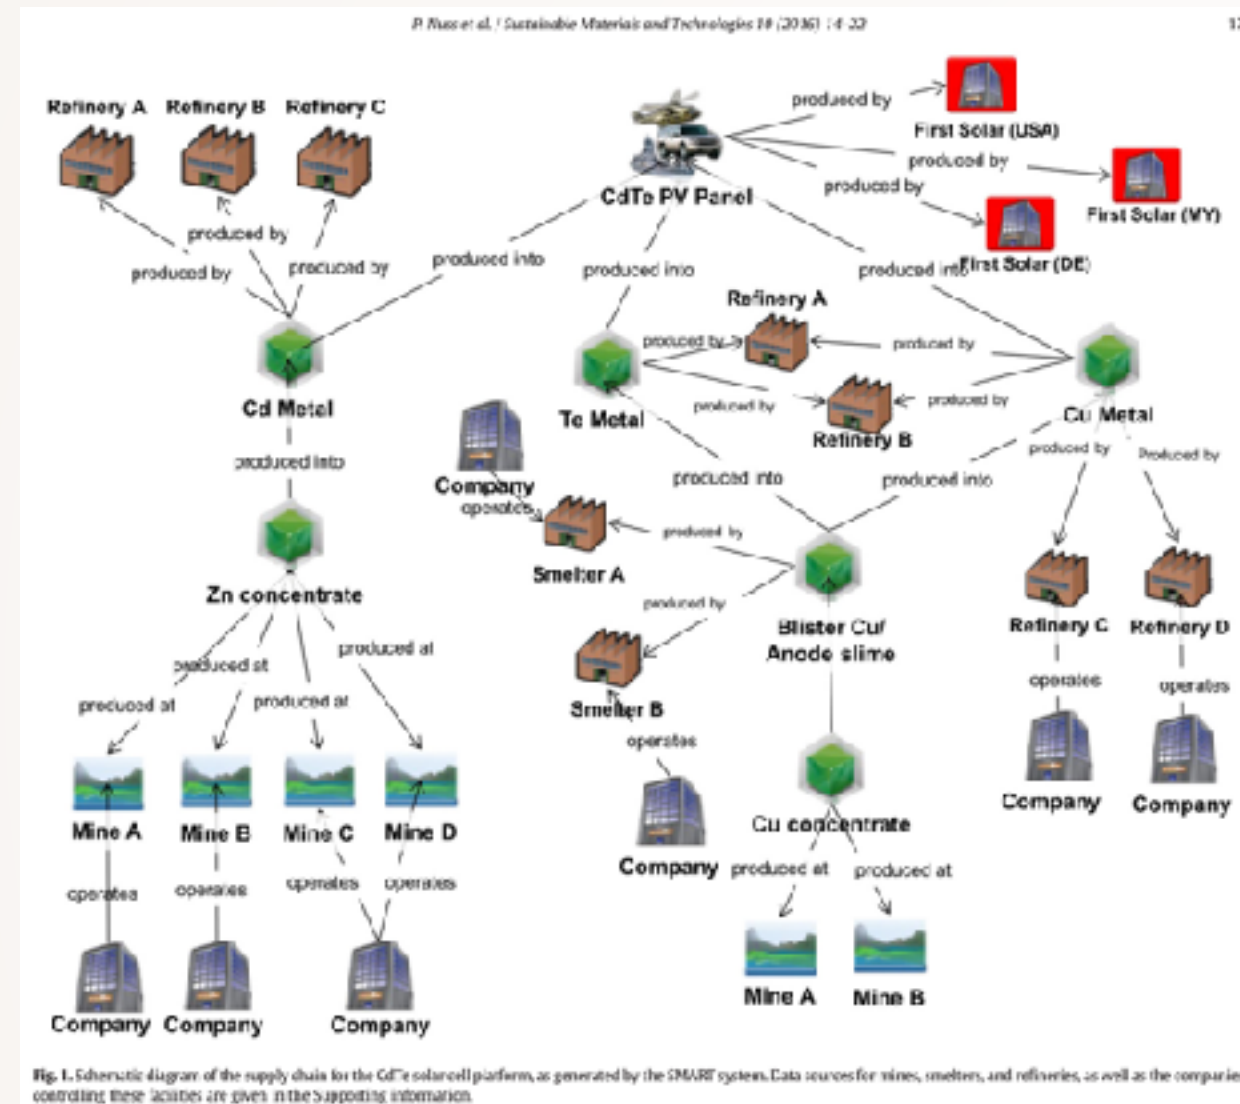 P. Nuss et al. / Sustainable Materials and Technologies 10 (2016) 14–22
Refinery A Refinery B Refinery C
produced by
First Solar (USA)
produced by
First Solar (MY)
produced by
First Solar (DE)
CdTe PV Panel
produced by
produced by
produced by
produced into
produced into
produced into
Refinery A
produced by
produced by
produced by
produced by
Refinery B
Cd Metal
Te Metal
Cu Metal
produced by
Produced by
produced into
Company
operates
produced into
produced into
Smelter A
produced by
Zn concentrate
produced by
Blister Cu/
Anode slime
Refinery C Refinery D
produced at
produced at
produced at
produced at
Smelter B
operates
operates
operates
Mine A Mine B Mine C Mine D
Company Company
Cu concentrate
Company
produced at produced at
operates operates operates operates
Mine A Mine B
Company Company Company
Fig. 1. Schematic diagram of the supply chain for the CdTe solar cell platform, as generated by the SMART system. Data sources for mines, smelters, and refineries, as well as the companies
controlling these facilities are given in the Supporting information.